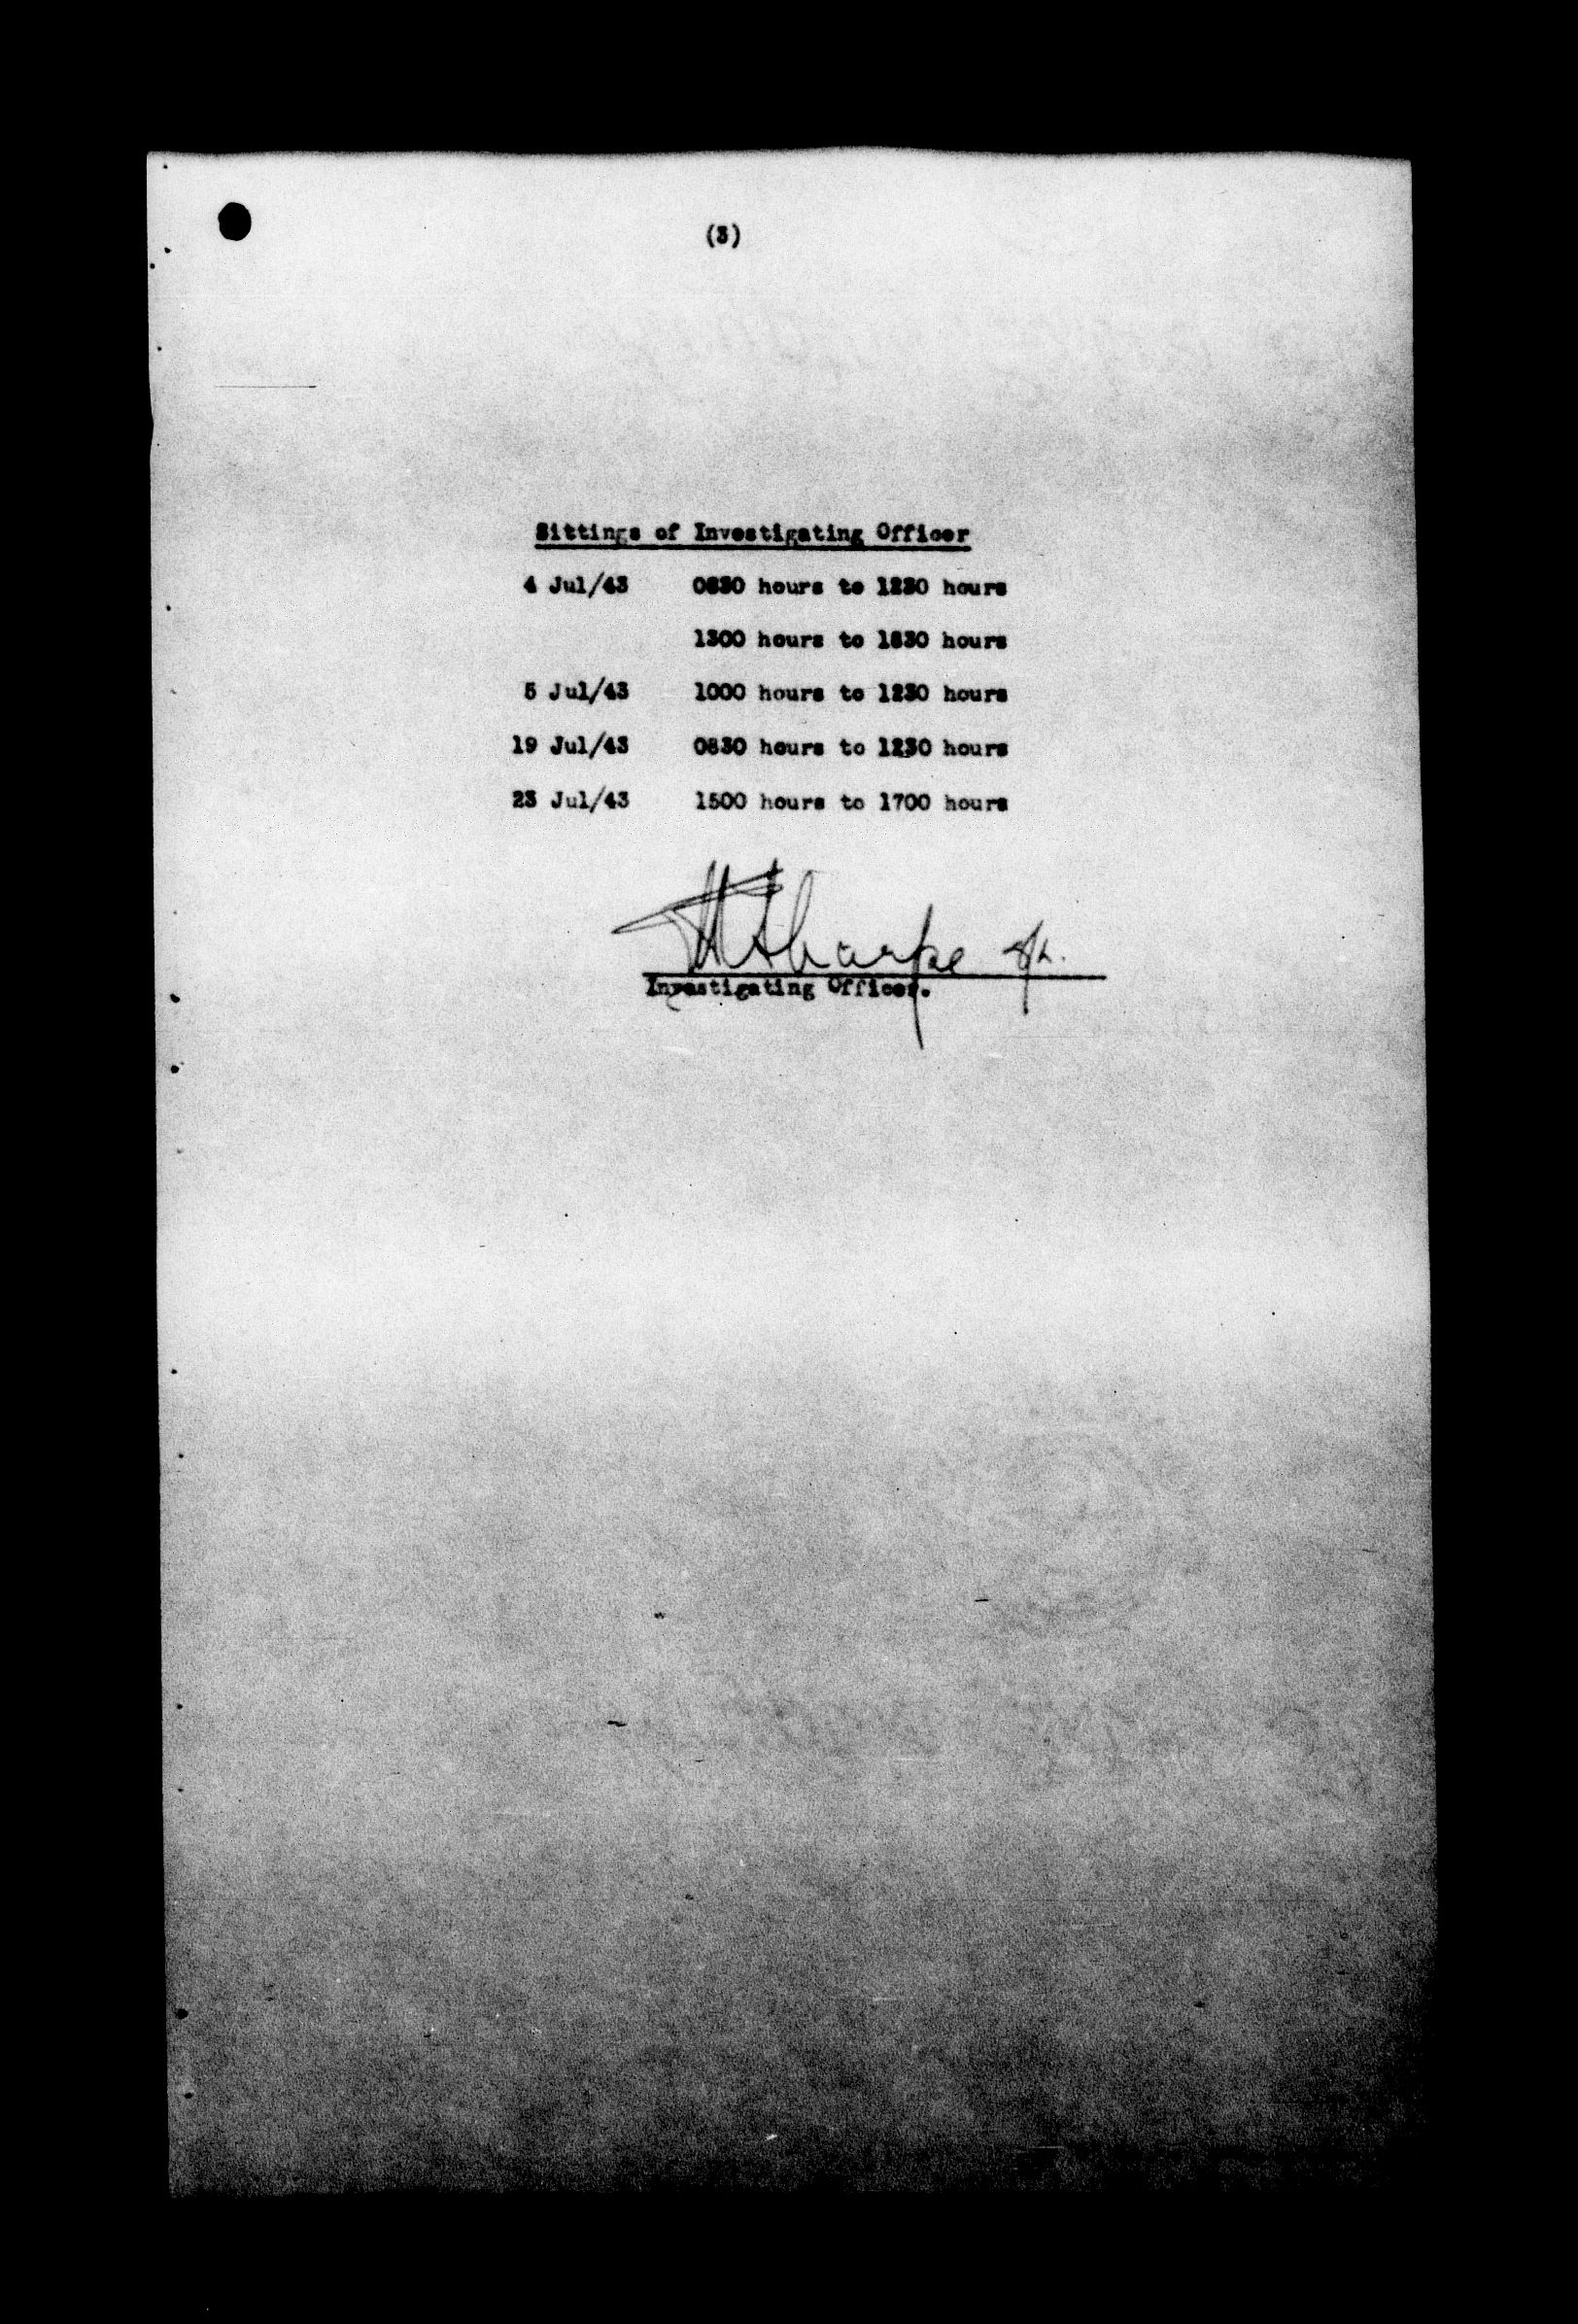 (3)
Sittings of Investigating Officer
4 Jul/43 0830 hours to 1230 hours
1300 hours to 1830 hours
5 Jul/43 1000 hours to 1230 hours
19 Jul/43 0830 hours to 1230 hours
23 Jul/43 1500 hours to 1700 hours
Sharpe F/L.
Investigating Officer.